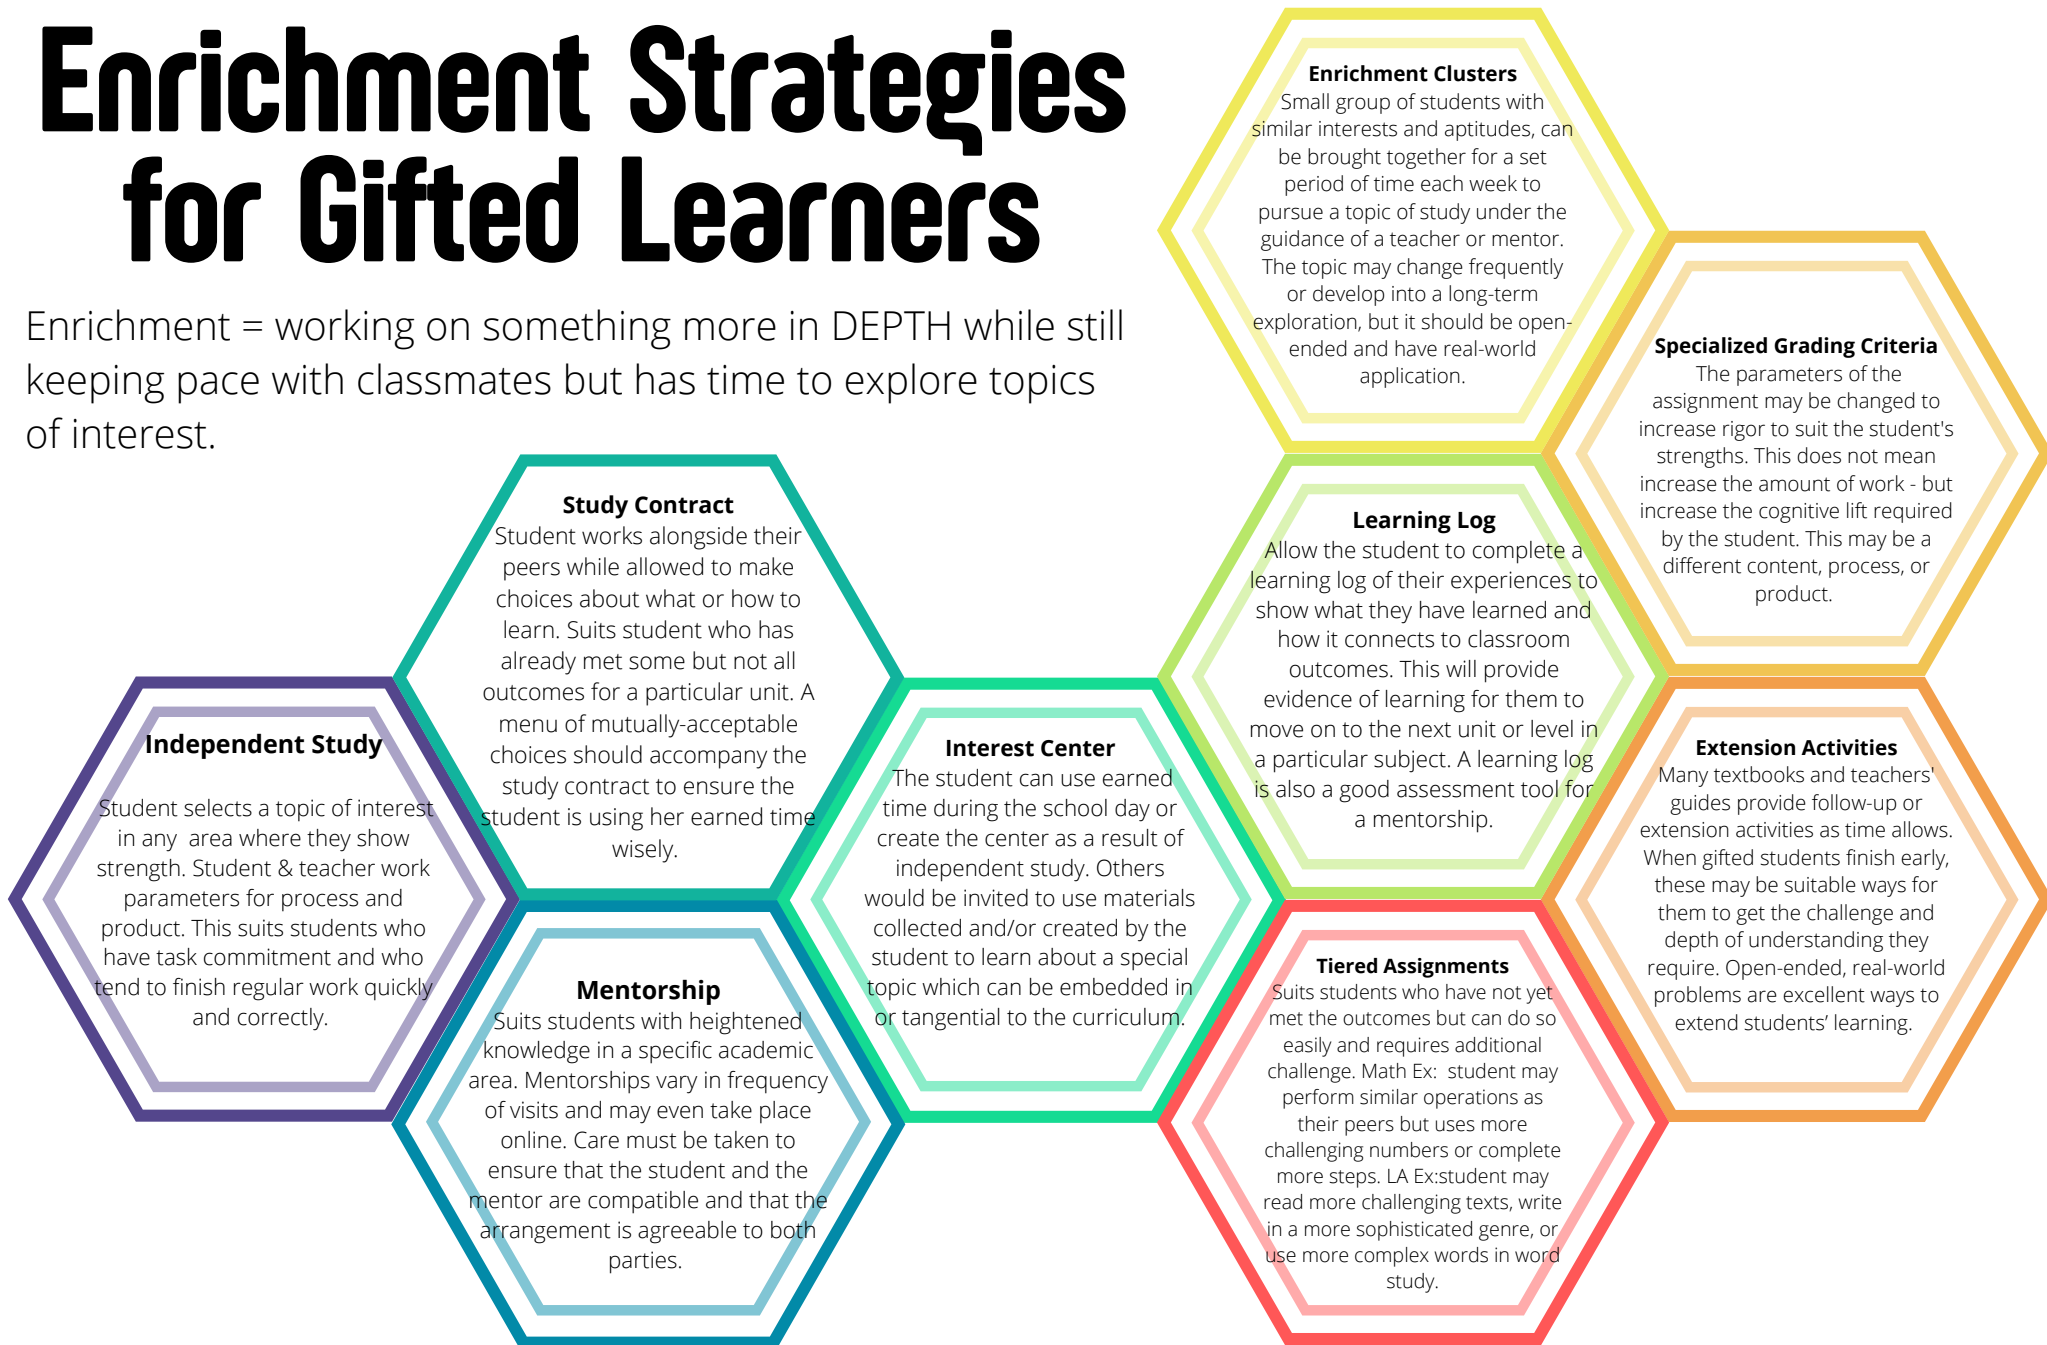 Enrichment Strategies
for Gifted Learners
Enrichment = working on something more in DEPTH while still
keeping pace with classmates but has time to explore topics
of interest.
Enrichment Clusters
Small group of students with
similar interests and aptitudes, can
be brought together for a set
period of time each week to
pursue a topic of study under the
guidance of a teacher or mentor.
The topic may change frequently
or develop into a long-term
exploration, but it should be open-
ended and have real-world
application.
Specialized Grading Criteria
The parameters of the
assignment may be changed to
increase rigor to suit the student's
strengths. This does not mean
increase the amount of work - but
increase the cognitive lift required
by the student. This may be a
different content, process, or
product.
Study Contract
Student works alongside their
peers while allowed to make
choices about what or how to
learn. Suits student who has
already met some but not all
outcomes for a particular unit. A
menu of mutually-acceptable
choices should accompany the
study contract to ensure the
student is using her earned time
wisely.
Learning Log
Allow the student to complete a
learning log of their experiences to
show what they have learned and
how it connects to classroom
outcomes. This will provide
evidence of learning for them to
move on to the next unit or level in
a particular subject. A learning log
is also a good assessment tool for
a mentorship.
Independent Study
Student selects a topic of interest
in any  area where they show
strength. Student & teacher work
parameters for process and
product. This suits students who
have task commitment and who
tend to finish regular work quickly
and correctly.
Interest Center
The student can use earned
time during the school day or
create the center as a result of
independent study. Others
would be invited to use materials
collected and/or created by the
student to learn about a special
topic which can be embedded in
or tangential to the curriculum.
Extension Activities
Many textbooks and teachers'
guides provide follow-up or
extension activities as time allows.
When gifted students finish early,
these may be suitable ways for
them to get the challenge and
depth of understanding they
require. Open-ended, real-world
problems are excellent ways to
extend students’ learning.
Mentorship
Suits students with heightened
knowledge in a specific academic
area. Mentorships vary in frequency
of visits and may even take place
online. Care must be taken to
ensure that the student and the
mentor are compatible and that the
arrangement is agreeable to both
parties.
Tiered Assignments
Suits students who have not yet
met the outcomes but can do so
easily and requires additional
challenge. Math Ex:  student may
perform similar operations as
their peers but uses more
challenging numbers or complete
more steps. LA Ex:student may
read more challenging texts, write
in a more sophisticated genre, or
use more complex words in word
study.